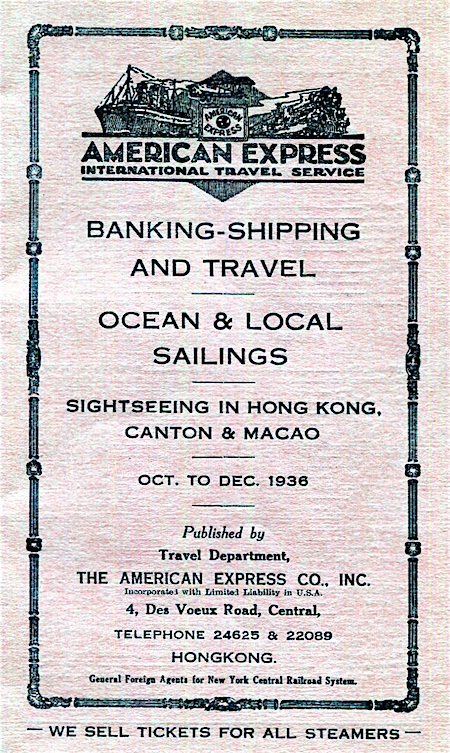 AMERICAN
EXPRESS
AMERICAN EXPRESS
INTERNATIONAL TRAVEL SERVICE
BANKING-SHIPPING
AND TRAVEL
OCEAN & LOCAL
SAILINGS
SIGHTSEEING IN HONG KONG,
CANTON & MACAO
OCT. TO DEC. 1936
Published by
Travel Department,
THE AMERICAN EXPRESS CO., INC.
Incorporated with Limited Liability in U.S.A.
4, Des Voeux Road, Central,
TELEPHONE 24625 & 22089
HONGKONG.
General Foreign Agents for New York Central Railroad System.
— WE SELL TICKETS FOR ALL STEAMERS —